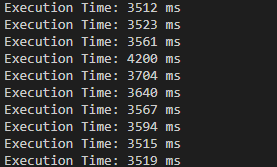 Execution Time: 3512 ms
Execution Time: 3523 ms
Execution Time: 3561 ms
Execution Time: 4200 ms
Execution Time: 3704 ms
Execution Time: 3640 ms
Execution Time: 3567 ms
Execution Time: 3594 ms
Execution Time: 3515 ms
Execution Time: 3519 ms